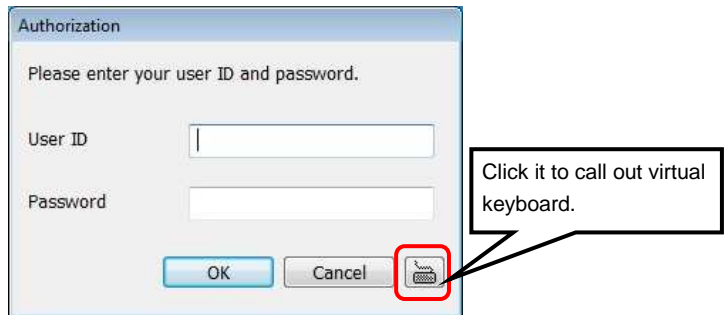 Authorization
Please enter your user ID and password.
User ID
Password
OK Cancel
Click it to call out virtual
keyboard.